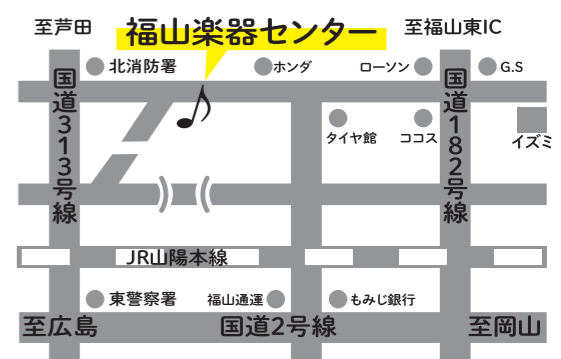 至芦田
福山楽器センター
至福山東IC
北消防署
ホンダ
ローソン
G.S
国道313号線
国道182号線
タイヤ館
ココス
イズミ
JR山陽本線
東警察署
福山通運
もみじ銀行
至広島
国道2号線
至岡山